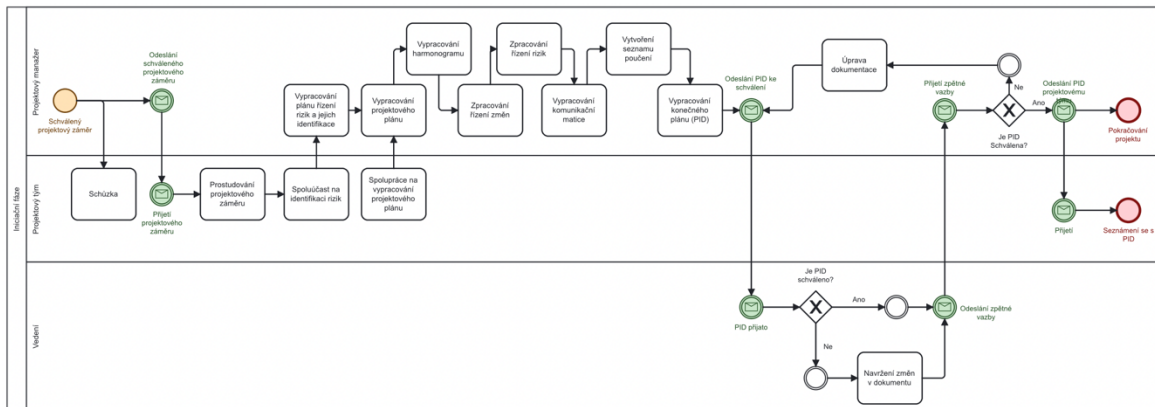 Iniciační fáze
Projektový manažer
Schválený
projektový záměr
Odeslání
schváleného
projektového
záměru
Vypracování
plánu řízení
rizik a jejich
identifikace
Vypracování
projektového
plánu
Vypracování
harmonogramu
Zpracování
řízení změn
Zpracování
řízení rizik
Vypracování
komunikační
matice
Vytvoření
seznamu
poučení
Vypracování
konečného
plánu (PID)
Odeslání PID ke
schválení
Úprava
dokumentace
Přijetí zpětné
vazby
Ne
Ano
Je PID
Schválena?
Odeslání PID
projektovému
Pokračování
projektu
Projektový tým
Schůzka
Přijetí
projektového
záměru
Prostudování
projektového
záměru
Spoluúčast na
identifikaci rizik
Spolupráce na
vypracování
projektového
plánu
Přijetí
Seznámení se s
PID
Vedení
PID přijato
Je PID
schváleno?
Ano
Ne
Navržení změn
v dokumentu
Odeslání zpětné
vazby